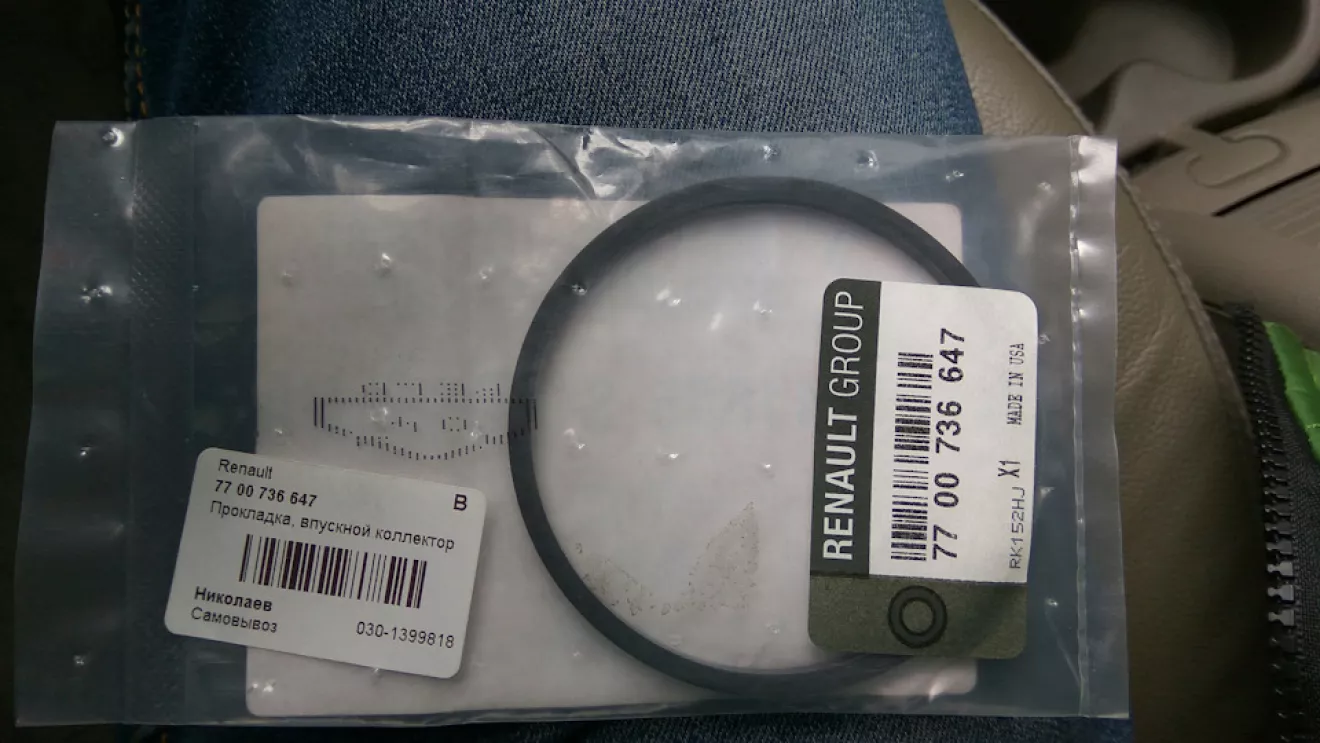 Renault
77 00 736 647
B
Прокладка, впускной коллектор
Николаев
Самовывоз
030-1399818
RENAULT GROUP
77 00 736 647
RK152HJ X1 MADE IN USA